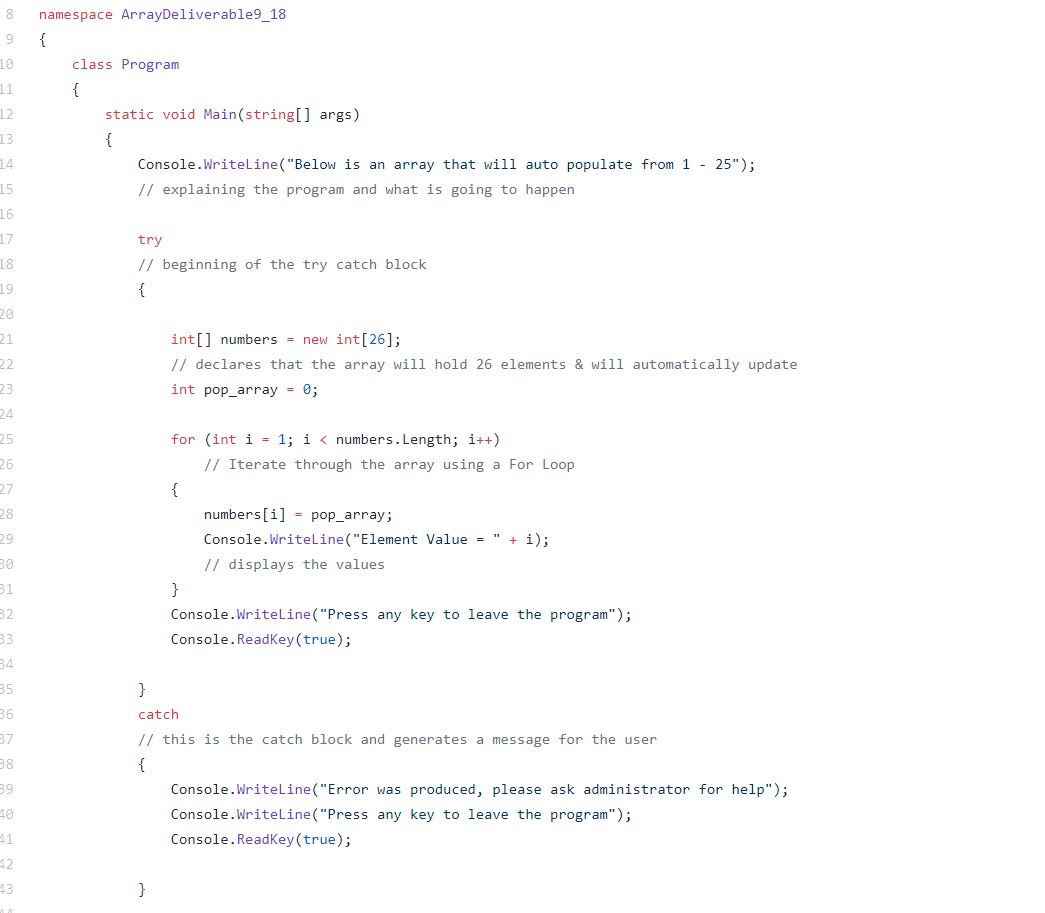 8 namespace ArrayDeliverable9_18
9 {
10 class Program
11 {
12 static void Main(string[] args)
13 {
14 Console.WriteLine("Below is an array that will auto populate from 1 - 25");
15 // explaining the program and what is going to happen
16
17 try
18 // beginning of the try catch block
19 {
20
21 int[] numbers = new int[26];
22 // declares that the array will hold 26 elements & will automatically update
23 int pop_array = 0;
24
25 for (int i = 1; i < numbers.Length; i++)
26 // Iterate through the array using a For Loop
27 {
28 numbers[i] = pop_array;
29 Console.WriteLine("Element Value = " + i);
30 // displays the values
31 }
32 Console.WriteLine("Press any key to leave the program");
33 Console.ReadKey(true);
34
35 }
36 catch
37 // this is the catch block and generates a message for the user
38 {
39 Console.WriteLine("Error was produced, please ask administrator for help");
40 Console.WriteLine("Press any key to leave the program");
41 Console.ReadKey(true);
42
43 }
44